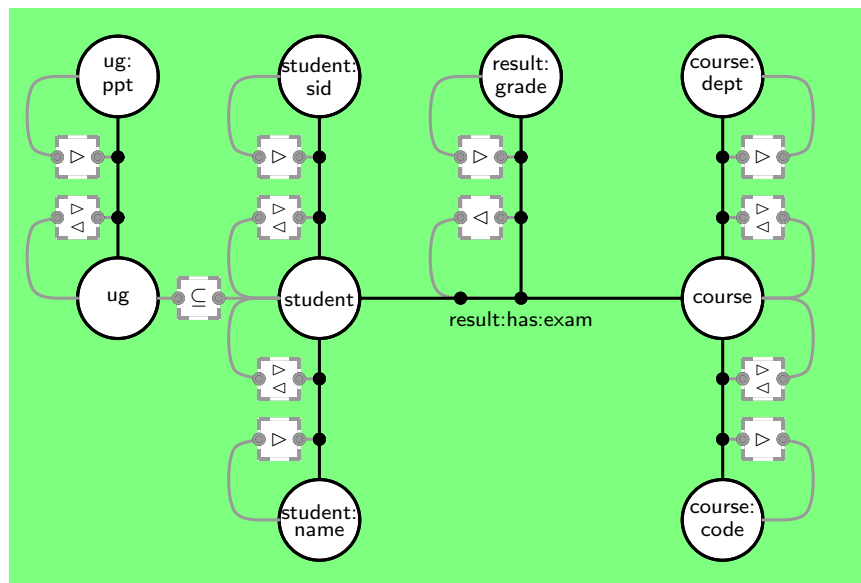 ug:
ppt
student:
sid
result:
grade
course:
dept
▷
▷
▷
▷
▷
◁
▷
◁
◁
▷
◁
ug
⊆
student
course
result:has:exam
▷
◁
▷
◁
▷
▷
student:
name
course:
code